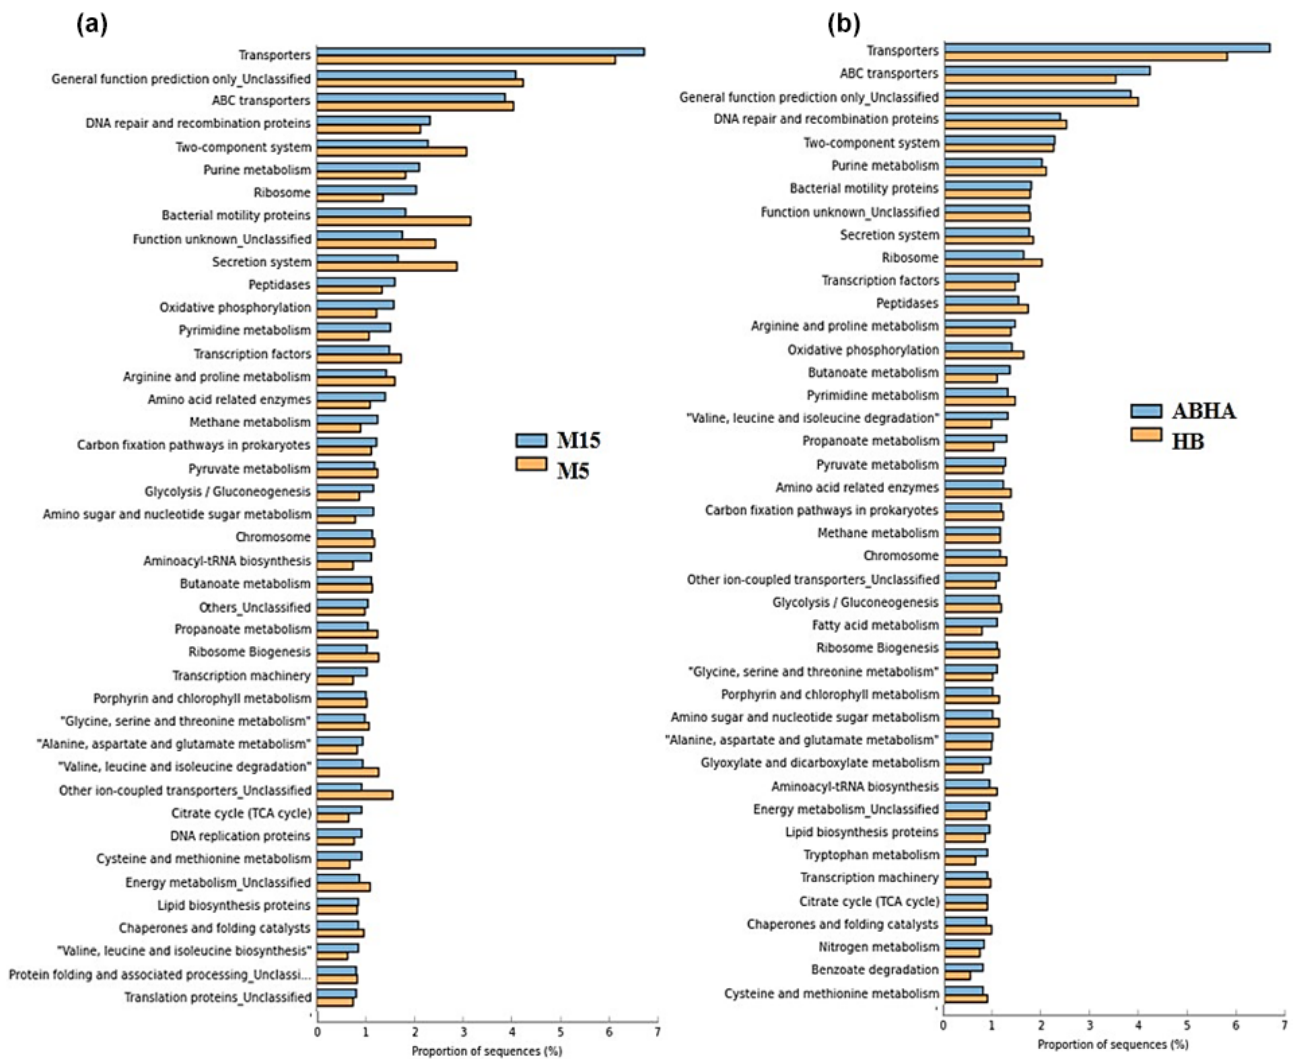 (a)
Transporters
General function prediction only_Unclassified
ABC transporters
DNA repair and recombination proteins
Two-component system
Purine metabolism
Ribosome
Bacterial motility proteins
Function unknown_Unclassified
Secretion system
Peptidases
Oxidative phosphorylation
Pyrimidine metabolism
Transcription factors
Arginine and proline metabolism
Amino acid related enzymes
Methane metabolism
Carbon fixation pathways in prokaryotes
Pyruvate metabolism
Glycolysis / Gluconeogenesis
Amino sugar and nucleotide sugar metabolism
Chromosome
Aminoacyl-tRNA biosynthesis
Butanoate metabolism
Others_Unclassified
Propanoate metabolism
Ribosome Biogenesis
Transcription machinery
Porphyrin and chlorophyll metabolism
"Glycine, serine and threonine metabolism"
"Alanine, aspartate and glutamate metabolism"
"Valine, leucine and isoleucine degradation"
Other ion-coupled transporters_Unclassified
Citrate cycle (TCA cycle)
DNA replication proteins
Cysteine and methionine metabolism
Energy metabolism_Unclassified
Lipid biosynthesis proteins
Chaperones and folding catalysts
"Valine, leucine and isoleucine biosynthesis"
Protein folding and associated processing_Unclassi...
Translation proteins_Unclassified
0 1 2 3 4 5 6 7
Proportion of sequences (%)
M15
M5
(b)
Transporters
ABC transporters
General function prediction only_Unclassified
DNA repair and recombination proteins
Two-component system
Purine metabolism
Bacterial motility proteins
Function unknown_Unclassified
Secretion system
Ribosome
Transcription factors
Peptidases
Arginine and proline metabolism
Oxidative phosphorylation
Butanoate metabolism
Pyrimidine metabolism
"Valine, leucine and isoleucine degradation"
Propanoate metabolism
Pyruvate metabolism
Amino acid related enzymes
Carbon fixation pathways in prokaryotes
Methane metabolism
Chromosome
Other ion-coupled transporters_Unclassified
Glycolysis / Gluconeogenesis
Fatty acid metabolism
Ribosome Biogenesis
"Glycine, serine and threonine metabolism"
Porphyrin and chlorophyll metabolism
Amino sugar and nucleotide sugar metabolism
"Alanine, aspartate and glutamate metabolism"
Glyoxylate and dicarboxylate metabolism
Aminoacyl-tRNA biosynthesis
Energy metabolism_Unclassified
Lipid biosynthesis proteins
Tryptophan metabolism
Transcription machinery
Citrate cycle (TCA cycle)
Chaperones and folding catalysts
Nitrogen metabolism
Benzoate degradation
Cysteine and methionine metabolism
0 1 2 3 4 5 6 7
Proportion of sequences (%)
ABHA
HB